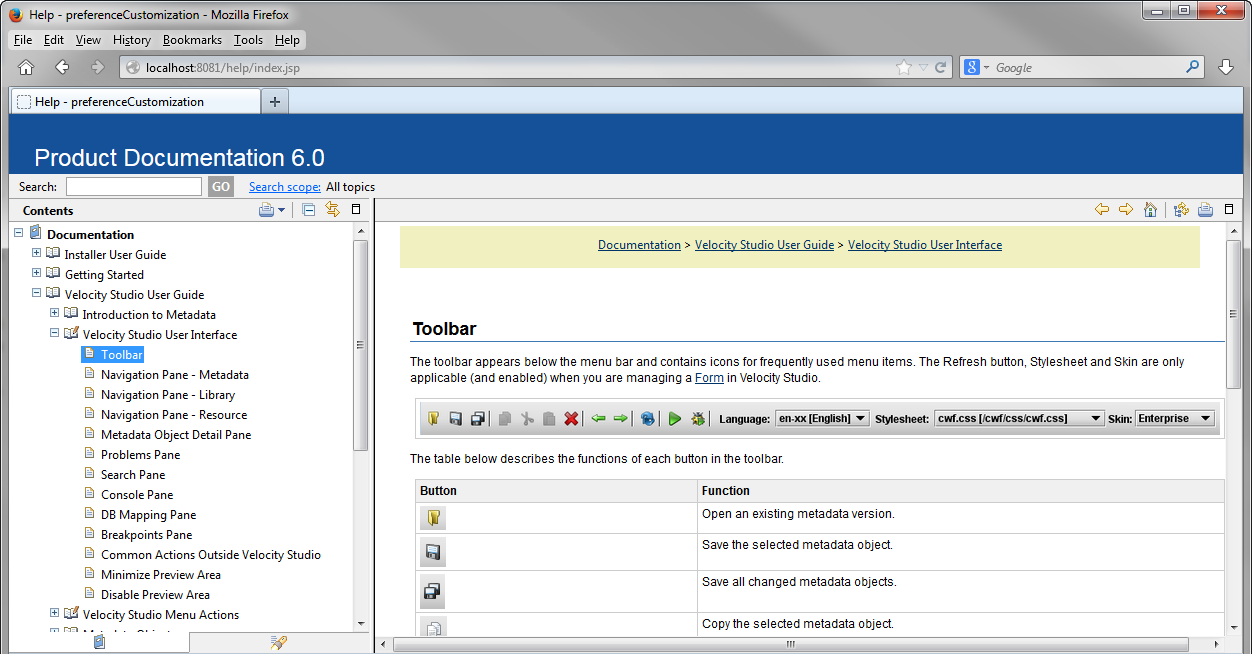 Help - preferenceCustomization - Mozilla Firefox
File Edit View History Bookmarks Tools Help
localhost:8081/help/index.jsp
8 Google
Help - preferenceCustomization
Product Documentation 6.0
Search: GO Search scope: All topics
Contents
Documentation
Installer User Guide
Getting Started
Velocity Studio User Guide
Introduction to Metadata
Velocity Studio User Interface
Toolbar
Navigation Pane - Metadata
Navigation Pane - Library
Navigation Pane - Resource
Metadata Object Detail Pane
Problems Pane
Search Pane
Console Pane
DB Mapping Pane
Breakpoints Pane
Common Actions Outside Velocity Studio
Minimize Preview Area
Disable Preview Area
Velocity Studio Menu Actions
Documentation > Velocity Studio User Guide > Velocity Studio User Interface
Toolbar
The toolbar appears below the menu bar and contains icons for frequently used menu items. The Refresh button, Stylesheet and Skin are only
applicable (and enabled) when you are managing a Form in Velocity Studio.
Language: en-xx [English] Stylesheet: cwf.css [/cwf/css/cwf.css] Skin: Enterprise
The table below describes the functions of each button in the toolbar.
Button Function
Open an existing metadata version.
Save the selected metadata object.
Save all changed metadata objects.
Copy the selected metadata object.